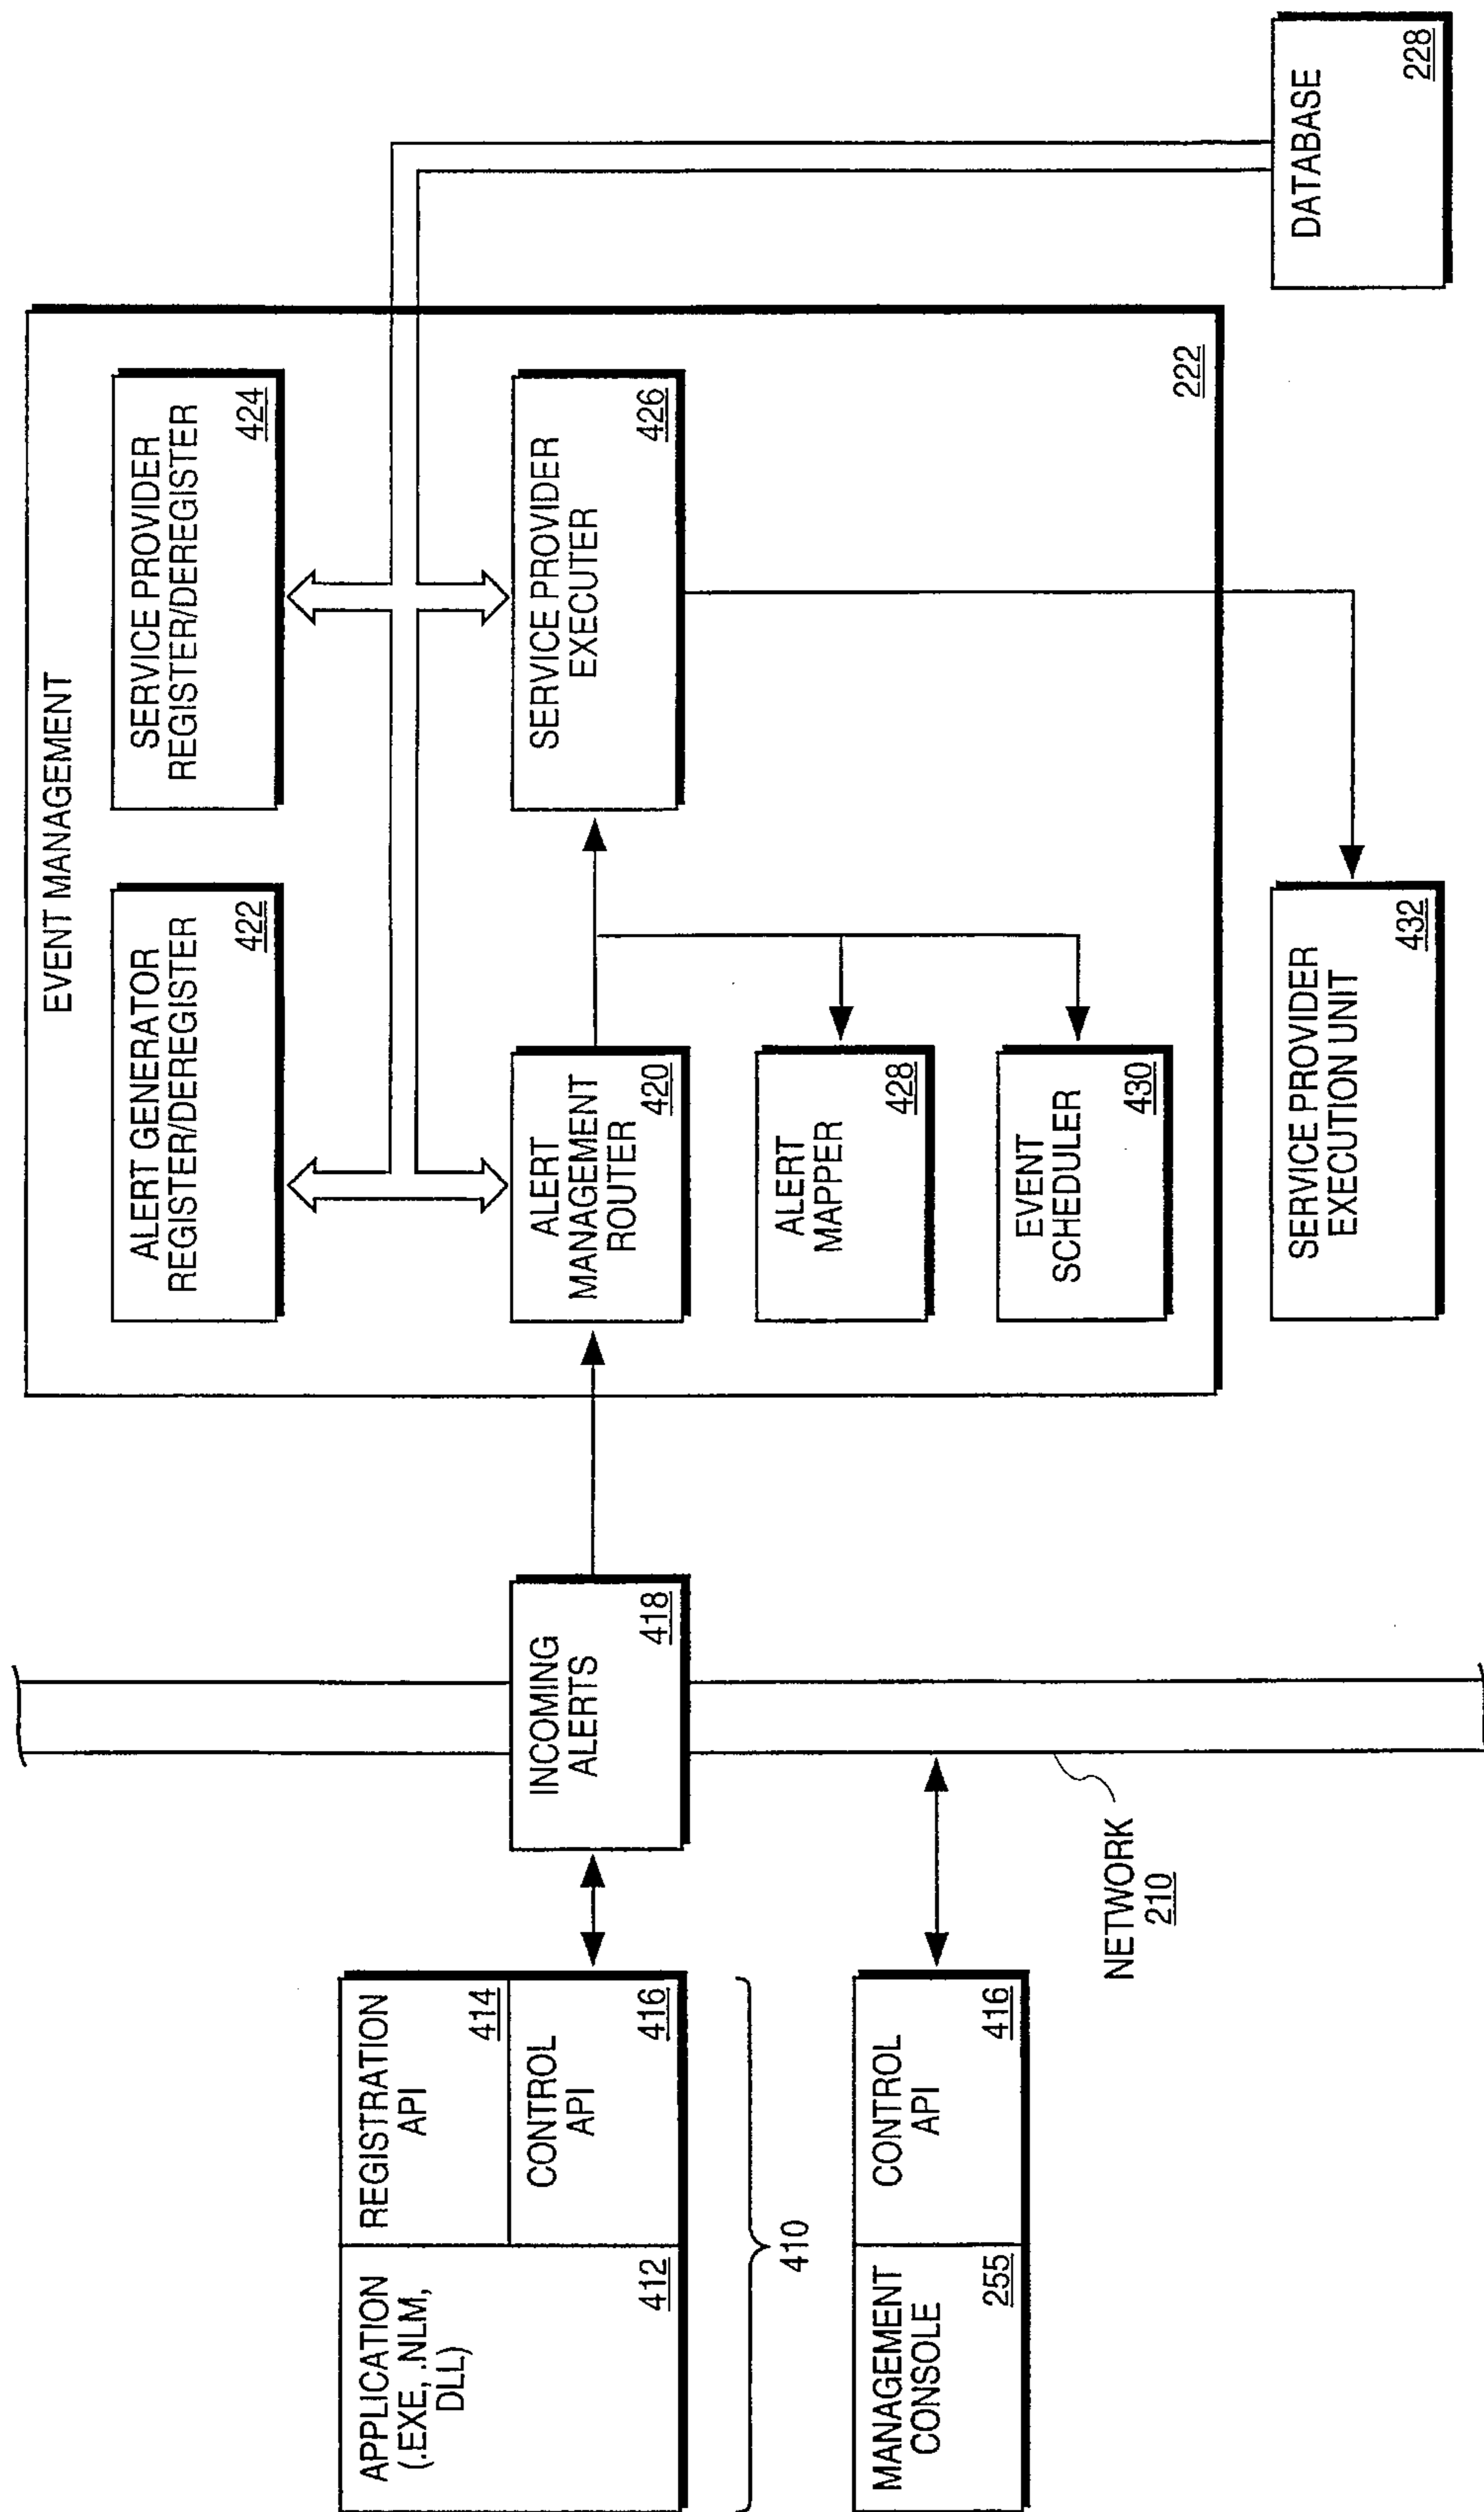 APPLICATION
(.EXE, .NLM,
DLL)
412
REGISTRATION
API
414
CONTROL
API
416
410
MANAGEMENT
CONSOLE
255
CONTROL
API
416
NETWORK
210
INCOMING
ALERTS
418
EVENT MANAGEMENT
ALERT GENERATOR
REGISTER/DEREGISTER
422
SERVICE PROVIDER
REGISTER/DEREGISTER
424
ALERT
MANAGEMENT
ROUTER
420
SERVICE PROVIDER
EXECUTER
426
ALERT
MAPPER
428
EVENT
SCHEDULER
430
222
SERVICE PROVIDER
EXECUTION UNIT
432
DATABASE
228